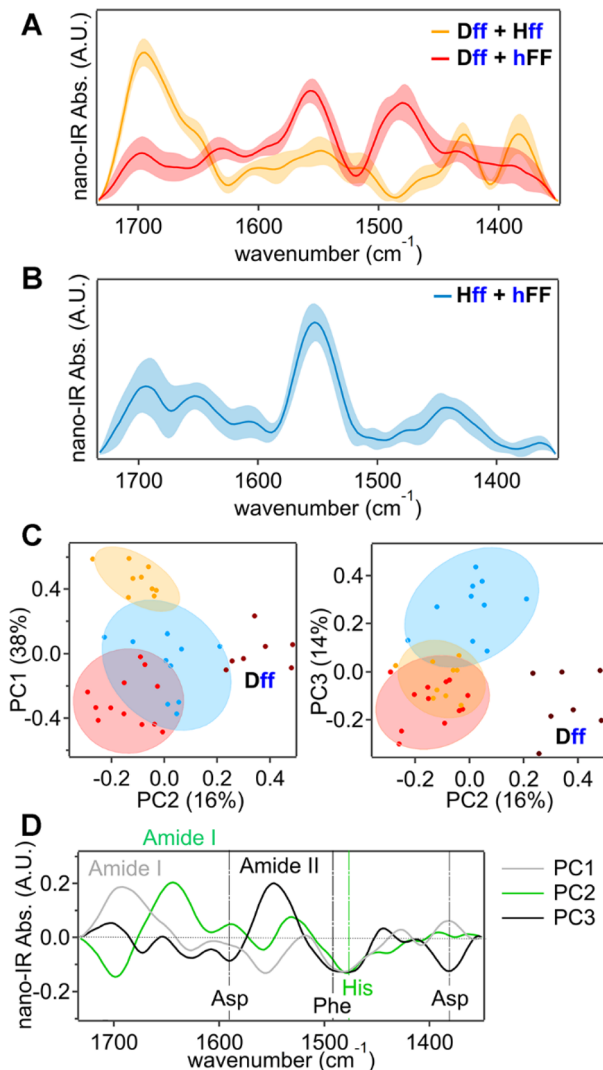 A
Dff + Hff
Dff + hFF
nano-IR Abs. (A.U.)
1700 1600 1500 1400
wavenumber (cm-1)
B
Hff + hFF
nano-IR Abs. (A.U.)
1700 1600 1500 1400
wavenumber (cm-1)
C
PC1 (38%)
0.4
0.0
-0.4
Dff
-0.2 0.0 0.2 0.4
PC2 (16%)
PC3 (14%)
0.4
0.2
0.0
-0.2
Dff
-0.2 0.0 0.2 0.4
PC2 (16%)
D
Amide I
Amide I
Amide II
PC1
PC2
PC3
nano-IR Abs. (A.U.)
0.2
0.0
-0.2
Asp
Phe
His
Asp
1700 1600 1500 1400
wavenumber (cm-1)